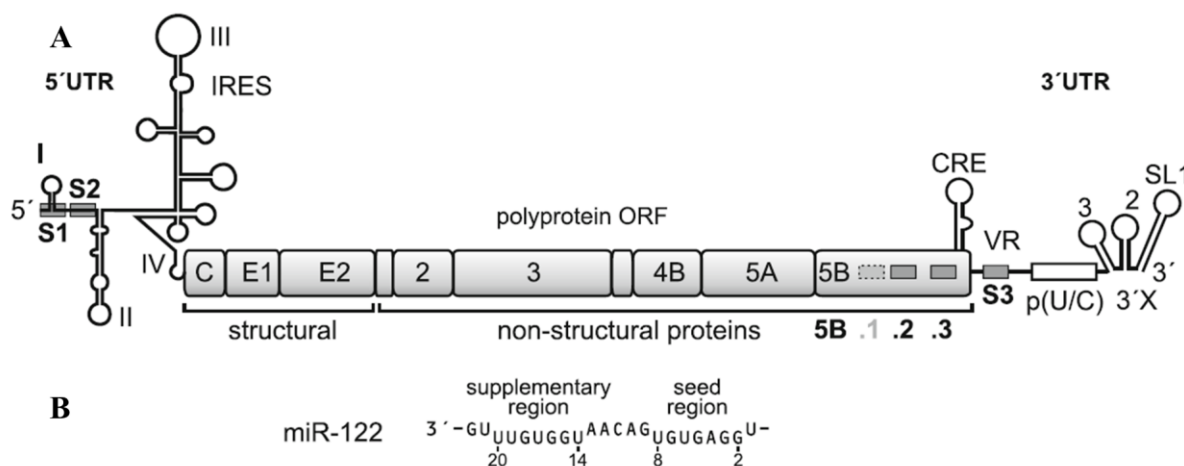 A
III
5´UTR
IRES
3´UTR
I
CRE
SL1
S2
5´
S1
polyprotein ORF
VR
3
2
IV
C E1 E2 2 3 4B 5A 5B
S3
3´
II
p(U/C) 3´X
structural
non-structural proteins
5B .1 .2 .3
B
supplementary region
seed region
miR-122
3´-GUUUGUGGUAACAGUGUGAGGU-
20 14 8 2